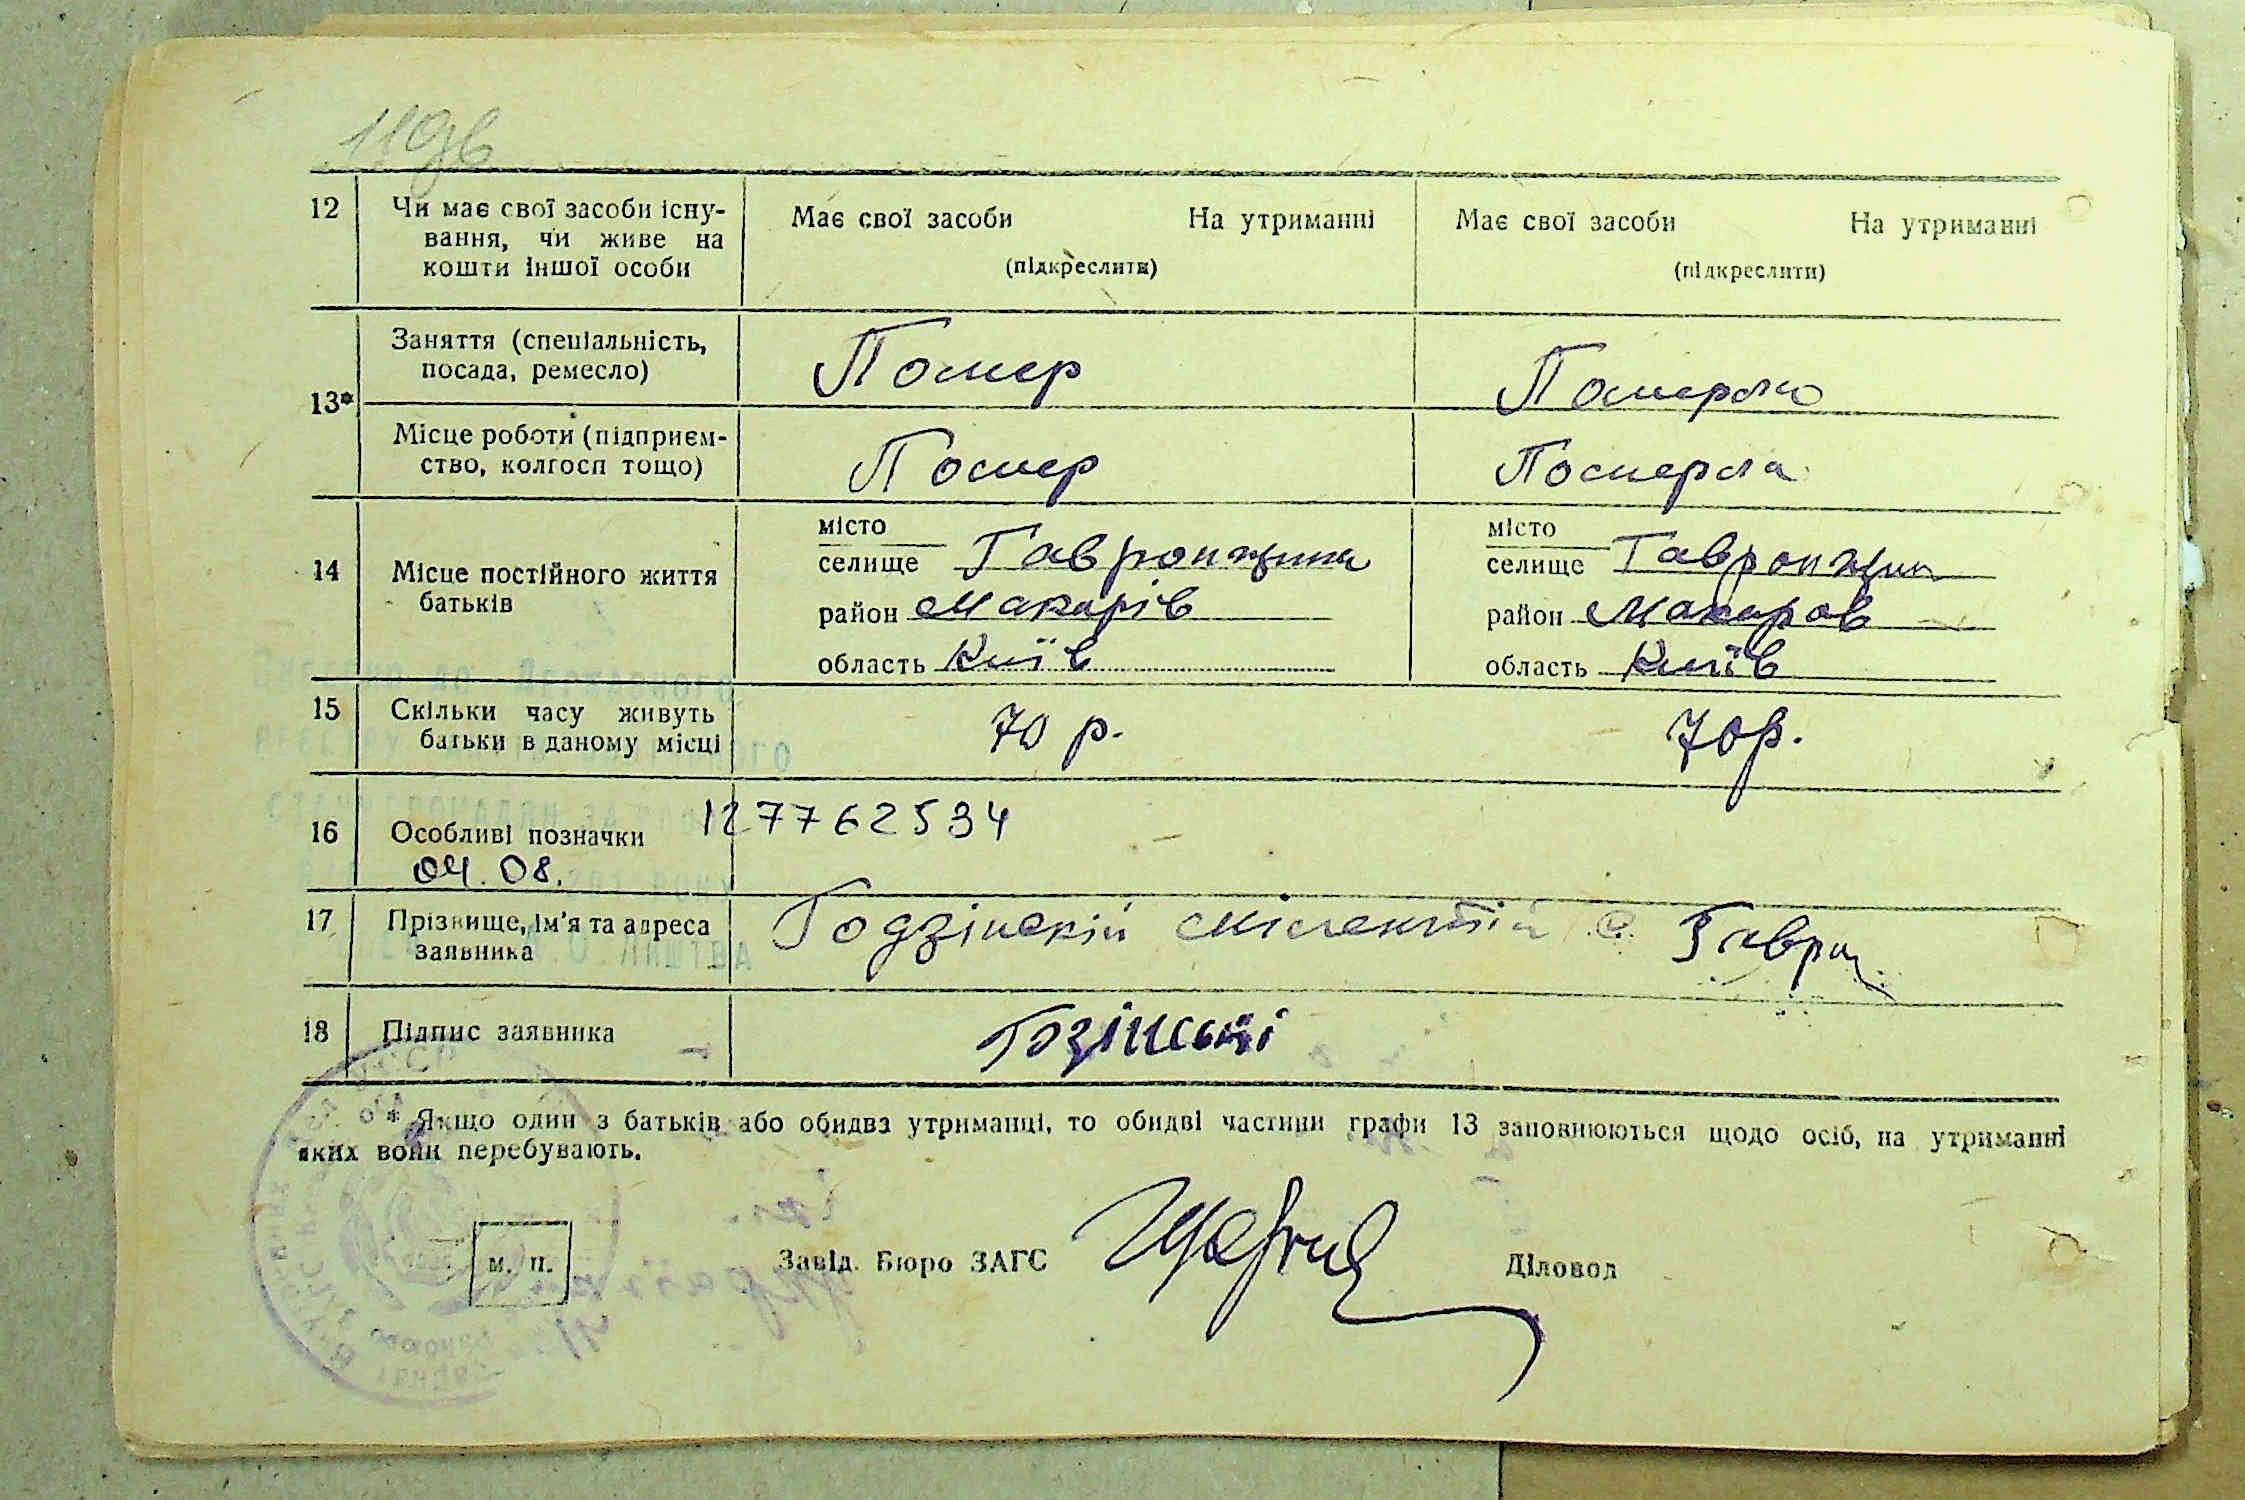 119зв
12 Чи має свої засоби існу- Має свої засоби На утриманні Має свої засоби На утриманні
вання, чи живе на
кошти іншої особи (підкреслити) (підкреслити)
Заняття (спеціальність, Помер Померла
посада, ремесло)
13*
Місце роботи (підприєм- Помер Померла
ство, колгосп тощо)
місто місто
селище Гавронщина селище Гавронщин
14 Місце постійного життя
батьків
район Макарів район Макаров
область Київ область Київ
15 Скільки часу живуть 70 р. 70 р.
батьки в даному місці
16 Особливі позначки 127762534
04.08.
17 Прізвище, ім'я та адреса Годзінскій с. Гавро
заявника
18 Підпис заявника
* Якщо один з батьків або обидва утриманці, то обидві частини графи 13 заповнюються щодо осіб, на утриманні
яких вони перебувають.
м. п. Завід. Бюро ЗАГС Діловод